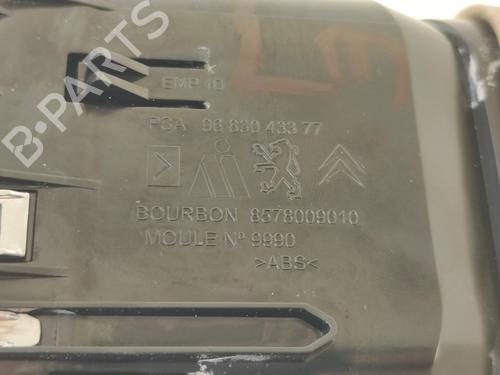 B-PARTS
EMP 10
PSA 96 830 433 77
BOURBON 8578009010
MOULE Nº 9990
>ABS<